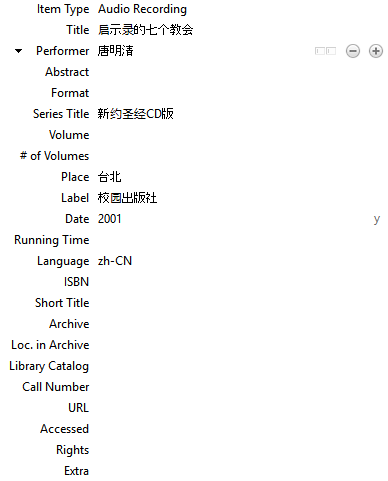 Item Type Audio Recording
Title 启示录的七个教会
Performer 唐明渚
Abstract
Format
Series Title 新约圣经CD版
Volume
# of Volumes
Place 台北
Label 校园出版社
Date 2001 y
Running Time
Language zh-CN
ISBN
Short Title
Archive
Loc. in Archive
Library Catalog
Call Number
URL
Accessed
Rights
Extra